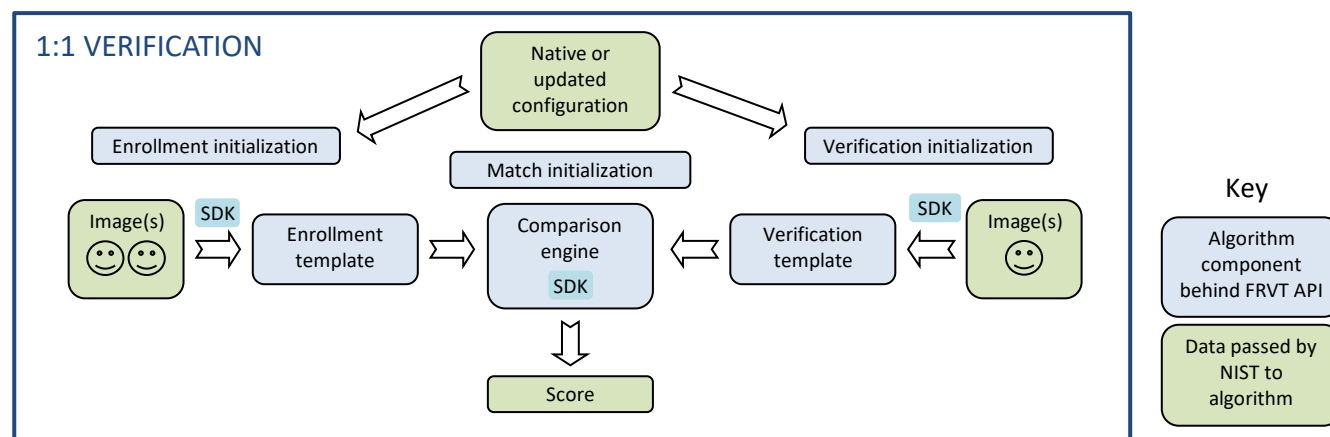 1:1 VERIFICATION
Native or
updated
configuration
Enrollment initialization
Match initialization
Verification initialization
Image(s)
SDK
Enrollment
template
Comparison
engine
SDK
Verification
template
SDK
Image(s)
Score
Key
Algorithm
component
behind FRVT API
Data passed by
NIST to
algorithm